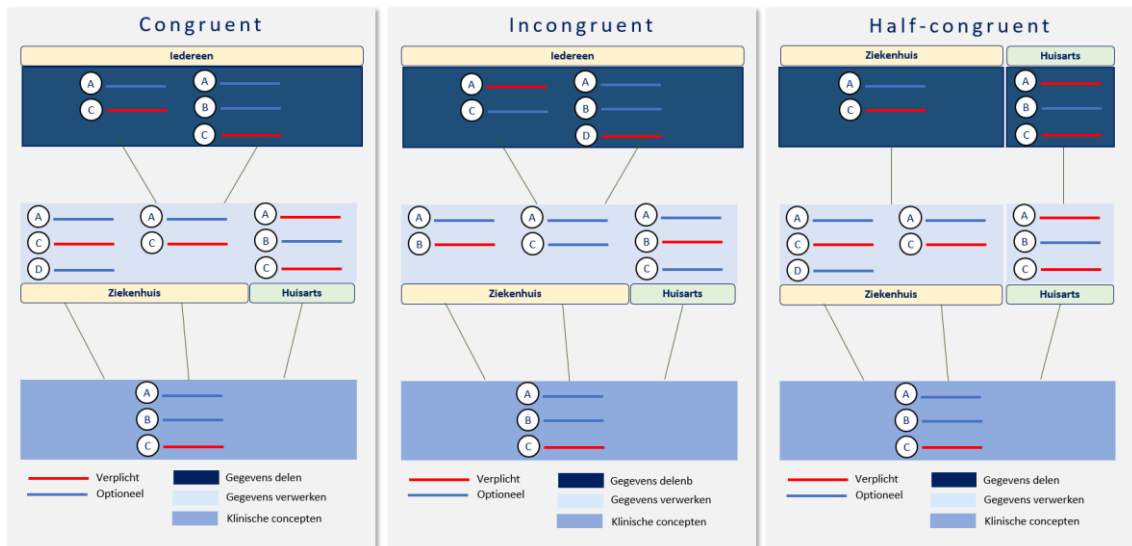 Congruent
Iedereen
A
C
A
B
C
A
C
D
A
C
A
B
C
Ziekenhuis
Huisarts
A
B
C
Verplicht
Optioneel
Gegevens delen
Gegevens verwerken
Klinische concepten
Incongruent
Iedereen
A
C
A
B
D
A
B
A
C
A
B
C
Ziekenhuis
Huisarts
A
B
C
Verplicht
Optioneel
Gegevens delenb
Gegevens verwerken
Klinische concepten
Half-congruent
Ziekenhuis
Huisarts
A
C
A
B
C
A
C
D
A
C
A
B
C
Ziekenhuis
Huisarts
A
B
C
Verplicht
Optioneel
Gegevens delen
Gegevens verwerken
Klinische concepten